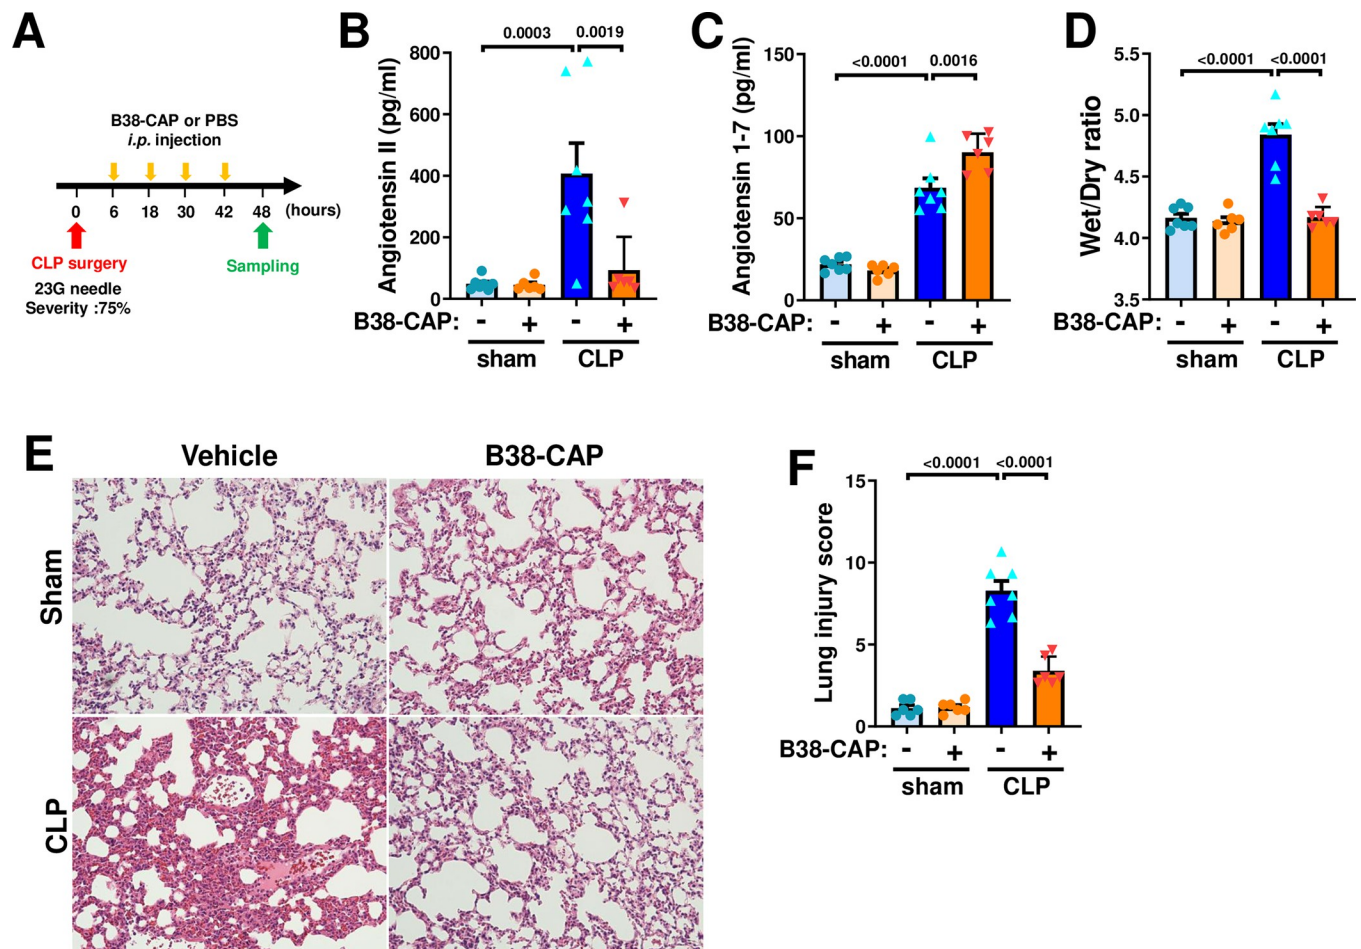 A
B38-CAP or PBS
i.p. injection
0 6 18 30 42 48 (hours)
CLP surgery
Sampling
23G needle
Severity :75%
B
0.0003 0.0019
Angiotensin II (pg/ml)
800
600
400
200
0
B38-CAP: - + - +
sham CLP
C
<0.0001 0.0016
Angiotensin 1-7 (pg/ml)
150
100
50
0
B38-CAP: - + - +
sham CLP
D
<0.0001 <0.0001
Wet/Dry ratio
5.5
5.0
4.5
4.0
3.5
B38-CAP: - + - +
sham CLP
E
Vehicle B38-CAP
Sham
CLP
F
<0.0001 <0.0001
Lung injury score
15
10
5
0
B38-CAP: - + - +
sham CLP